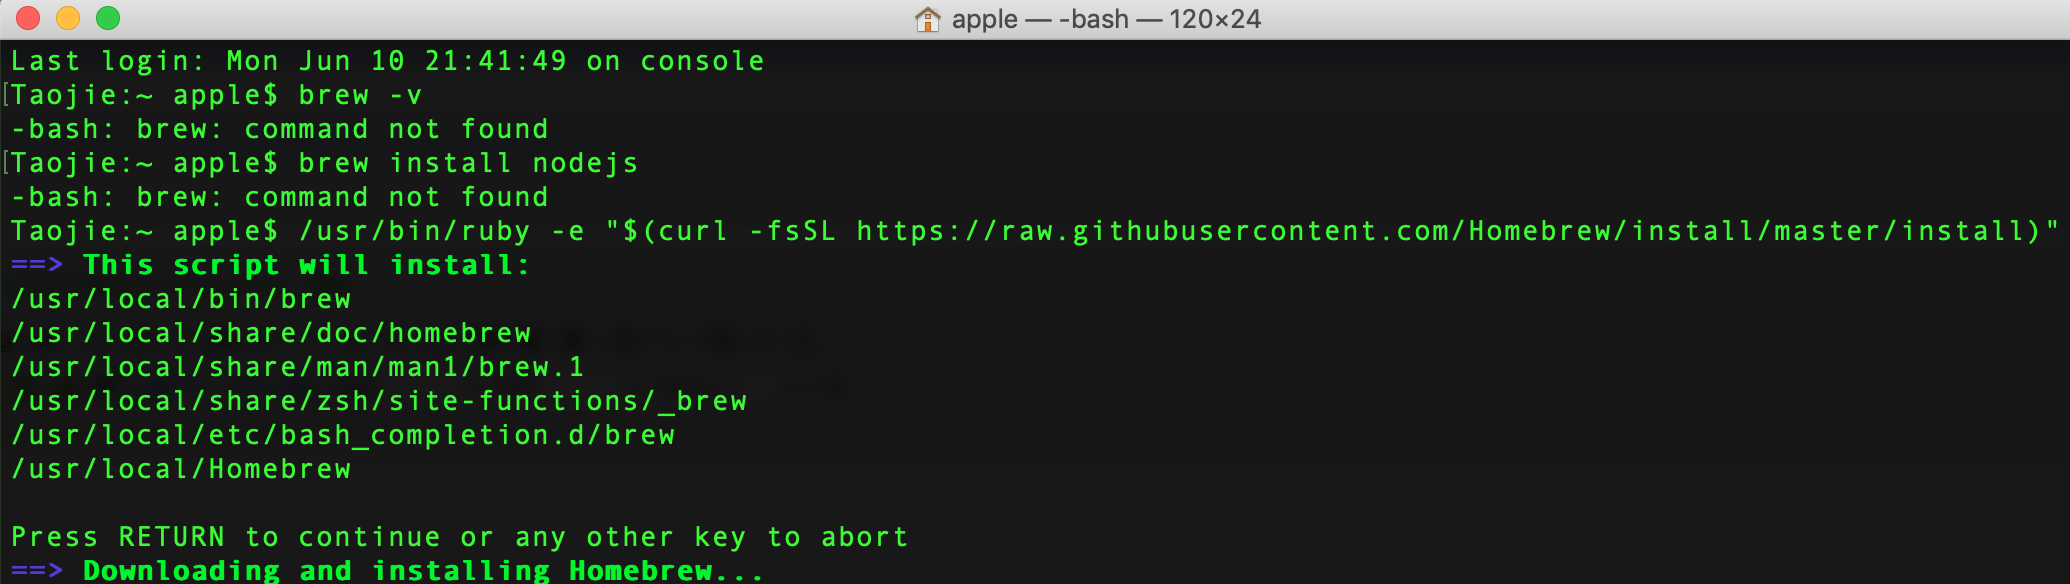 apple — -bash — 120×24
Last login: Mon Jun 10 21:41:49 on console
[Taojie:~ apple$ brew -v
-bash: brew: command not found
[Taojie:~ apple$ brew install nodejs
-bash: brew: command not found
Taojie:~ apple$ /usr/bin/ruby -e "$(curl -fsSL https://raw.githubusercontent.com/Homebrew/install/master/install)"
==> This script will install:
/usr/local/bin/brew
/usr/local/share/doc/homebrew
/usr/local/share/man/man1/brew.1
/usr/local/share/zsh/site-functions/_brew
/usr/local/etc/bash_completion.d/brew
/usr/local/Homebrew
Press RETURN to continue or any other key to abort
==> Downloading and installing Homebrew...